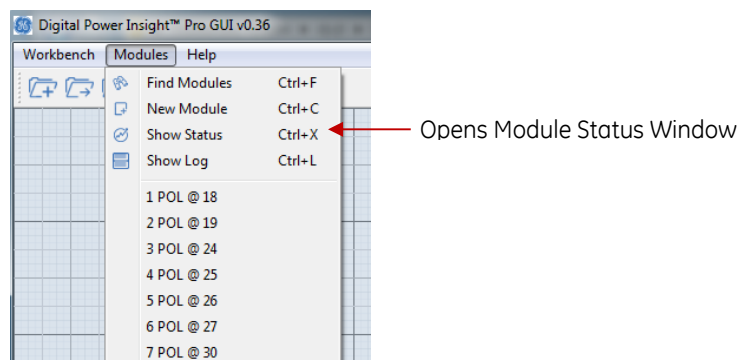 Digital Power Insight™ Pro GUI v0.36
Workbench Modules Help
Find Modules Ctrl+F
New Module Ctrl+C
Show Status Ctrl+X
Opens Module Status Window
Show Log Ctrl+L
1 POL @ 18
2 POL @ 19
3 POL @ 24
4 POL @ 25
5 POL @ 26
6 POL @ 27
7 POL @ 30